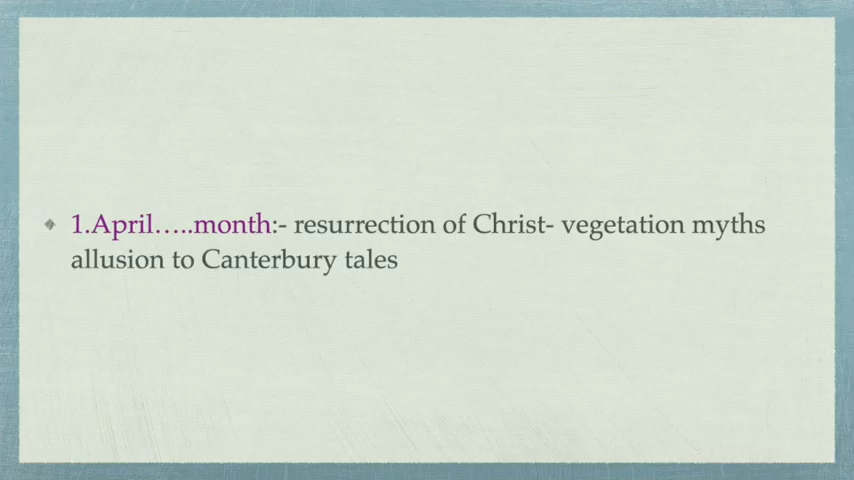 1.April…..month:- resurrection of Christ- vegetation myths
allusion to Canterbury tales